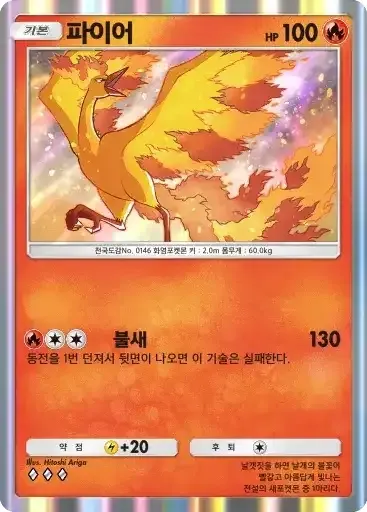 기본 파이어 HP 100
전국도감No. 0146 화염포켓몬 키 : 2.0m 몸무게 : 60.0kg
불새 130
동전을 1번 던져서 뒷면이 나오면 이 기술은 실패한다.
약점 +20 후퇴
Illus. Hitoshi Ariga
날갯짓을 하면 날개의 불꽃이
빨갛고 아름답게 빛나는
전설의 새포켓몬 중 1마리다.